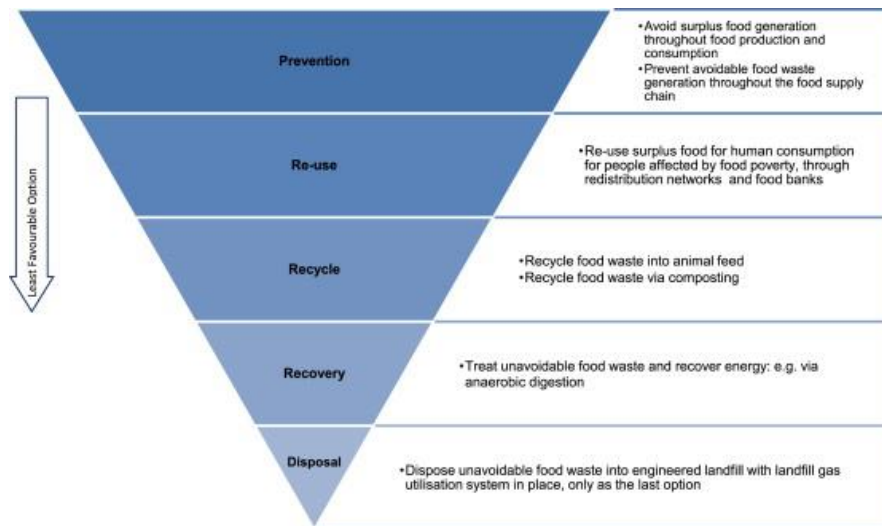 •Avoid surplus food generation
throughout food production and
consumption
•Prevent avoidable food waste
generation throughout the food supply
chain
Prevention
•Re-use surplus food for human consumption
for people affected by food poverty, through
redistribution networks and food banks
Re-use
Least Favourable Option
•Recycle food waste into animal feed
•Recycle food waste via composting
Recycle
•Treat unavoidable food waste and recover energy: e.g. via
anaerobic digestion
Recovery
•Dispose unavoidable food waste into engineered landfill with landfill gas
utilisation system in place, only as the last option
Disposal